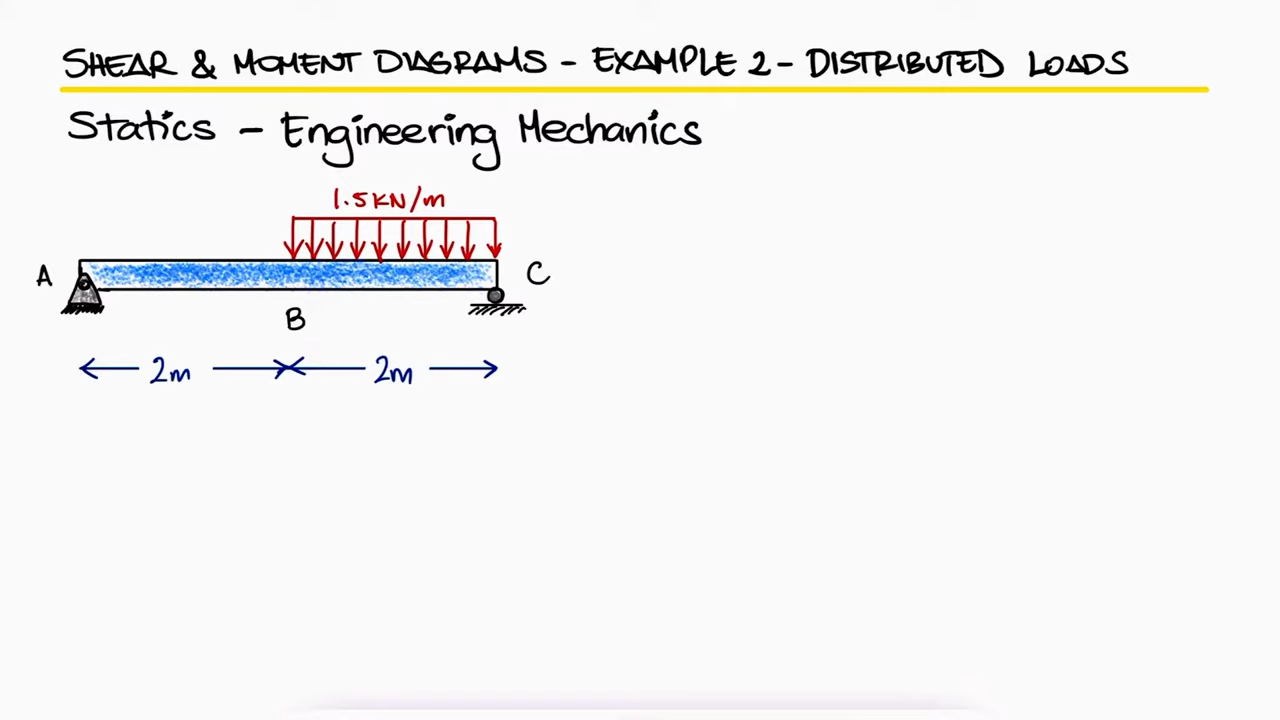 SHEAR & MOMENT DIAGRAMS - EXAMPLE 2 - DISTRIBUTED LOADS
Statics - Engineering Mechanics
1.5KN/m
A
C
B
2m 2m